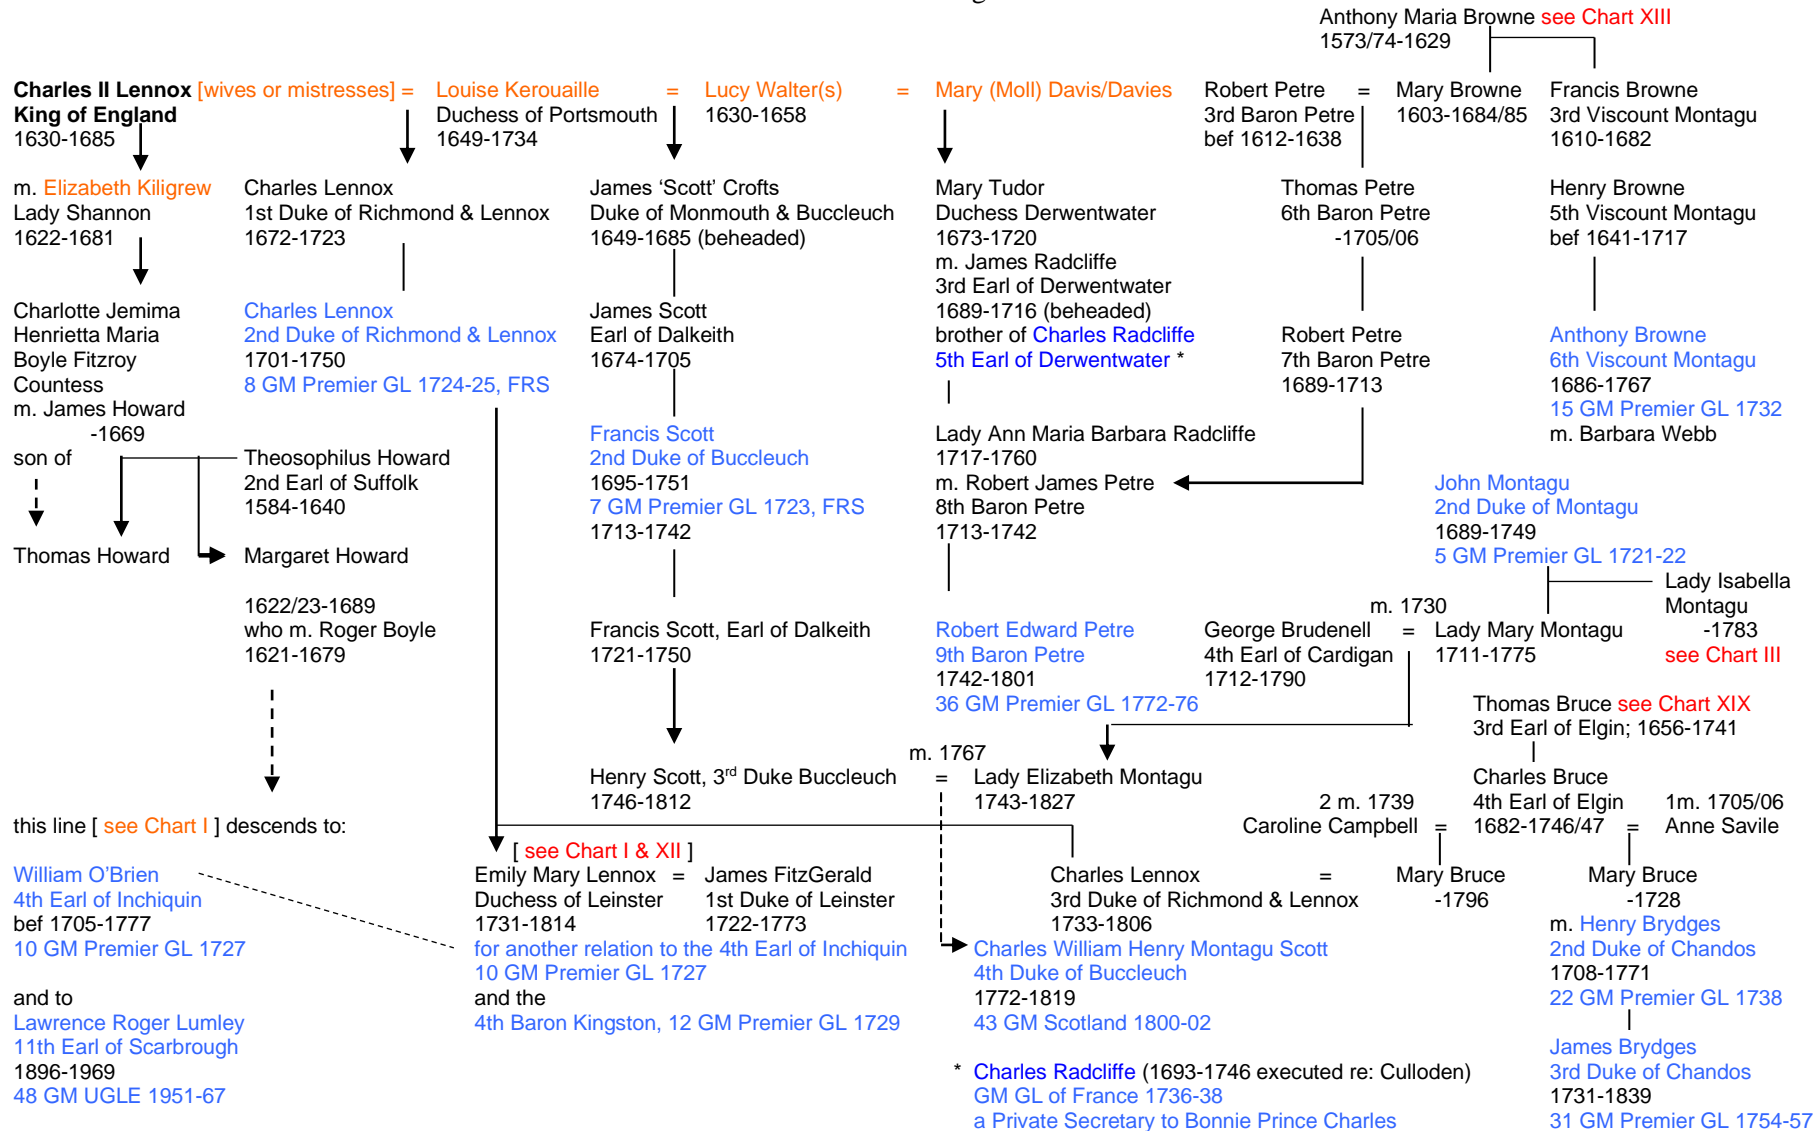 Anthony Maria Browne see Chart XIII
1573/74-1629
Charles II Lennox [wives or mistresses] = Louise Kerouaille = Lucy Walter(s) = Mary (Moll) Davis/Davies
King of England
1630-1685
Duchess of Portsmouth
1649-1734
1630-1658
Robert Petre = Mary Browne
3rd Baron Petre
bef 1612-1638
1603-1684/85
Francis Browne
3rd Viscount Montagu
1610-1682
m. Elizabeth Kiligrew
Lady Shannon
1622-1681
Charles Lennox
1st Duke of Richmond & Lennox
1672-1723
James ‘Scott’ Crofts
Duke of Monmouth & Buccleuch
1649-1685 (beheaded)
Mary Tudor
Duchess Derwentwater
1673-1720
m. James Radcliffe
3rd Earl of Derwentwater
1689-1716 (beheaded)
brother of Charles Radcliffe
5th Earl of Derwentwater *
Thomas Petre
6th Baron Petre
-1705/06
Henry Browne
5th Viscount Montagu
bef 1641-1717
Charlotte Jemima
Henrietta Maria
Boyle Fitzroy
Countess
m. James Howard
-1669
son of
Charles Lennox
2nd Duke of Richmond & Lennox
1701-1750
8 GM Premier GL 1724-25, FRS
James Scott
Earl of Dalkeith
1674-1705
Robert Petre
7th Baron Petre
1689-1713
Anthony Browne
6th Viscount Montagu
1686-1767
15 GM Premier GL 1732
m. Barbara Webb
Theosophilus Howard
2nd Earl of Suffolk
1584-1640
Francis Scott
2nd Duke of Buccleuch
1695-1751
7 GM Premier GL 1723, FRS
1713-1742
Lady Ann Maria Barbara Radcliffe
1717-1760
m. Robert James Petre
8th Baron Petre
1713-1742
John Montagu
2nd Duke of Montagu
1689-1749
5 GM Premier GL 1721-22
Thomas Howard
Margaret Howard
1622/23-1689
who m. Roger Boyle
1621-1679
Lady Isabella
Montagu
-1783
see Chart III
Francis Scott, Earl of Dalkeith
1721-1750
Robert Edward Petre
9th Baron Petre
1742-1801
36 GM Premier GL 1772-76
m. 1730
George Brudenell = Lady Mary Montagu
4th Earl of Cardigan
1712-1790
1711-1775
Thomas Bruce see Chart XIX
3rd Earl of Elgin; 1656-1741
m. 1767
Henry Scott, 3rd Duke Buccleuch = Lady Elizabeth Montagu
1746-1812
1743-1827
Charles Bruce
4th Earl of Elgin
1682-1746/47
2 m. 1739
Caroline Campbell =
1m. 1705/06
= Anne Savile
this line [ see Chart I ] descends to:
[ see Chart I & XII ]
William O’Brien
4th Earl of Inchiquin
bef 1705-1777
10 GM Premier GL 1727
Emily Mary Lennox = James FitzGerald
Duchess of Leinster
1731-1814
1st Duke of Leinster
1722-1773
for another relation to the 4th Earl of Inchiquin
10 GM Premier GL 1727
and the
4th Baron Kingston, 12 GM Premier GL 1729
Charles Lennox = Mary Bruce
3rd Duke of Richmond & Lennox
1733-1806
-1796
Mary Bruce
-1728
m. Henry Brydges
2nd Duke of Chandos
1708-1771
22 GM Premier GL 1738
Charles William Henry Montagu Scott
4th Duke of Buccleuch
1772-1819
43 GM Scotland 1800-02
and to
Lawrence Roger Lumley
11th Earl of Scarbrough
1896-1969
48 GM UGLE 1951-67
* Charles Radcliffe (1693-1746 executed re: Culloden)
GM GL of France 1736-38
a Private Secretary to Bonnie Prince Charles
James Brydges
3rd Duke of Chandos
1731-1839
31 GM Premier GL 1754-57